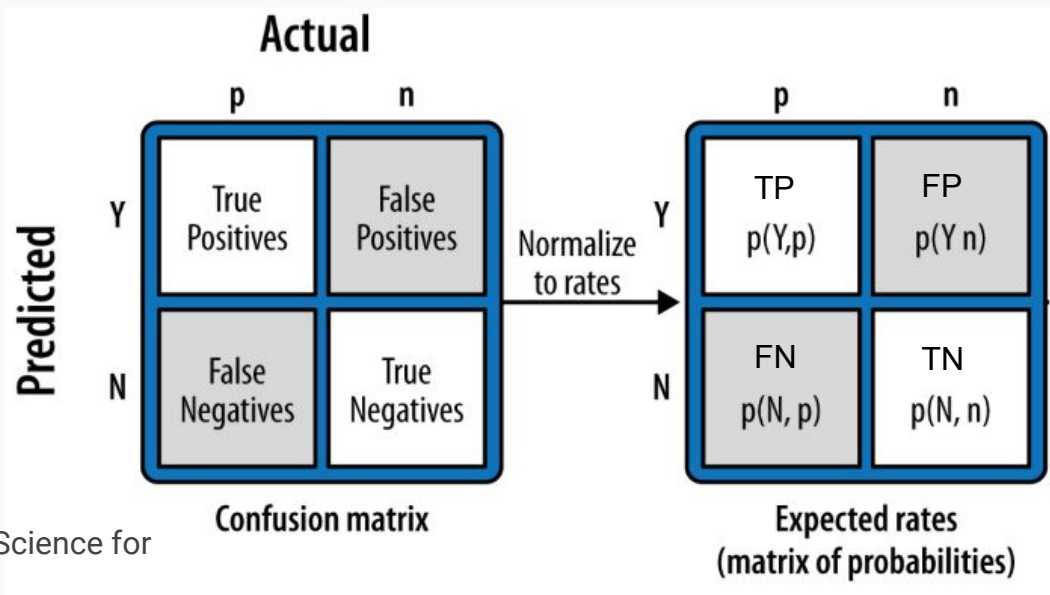 Actual
p n
p n
Predicted
Y
True
Positives
False
Positives
N
False
Negatives
True
Negatives
Confusion matrix
Normalize
to rates
Y
TP
p(Y,p)
FP
p(Y n)
N
FN
p(N, p)
TN
p(N, n)
Expected rates
(matrix of probabilities)
Science for